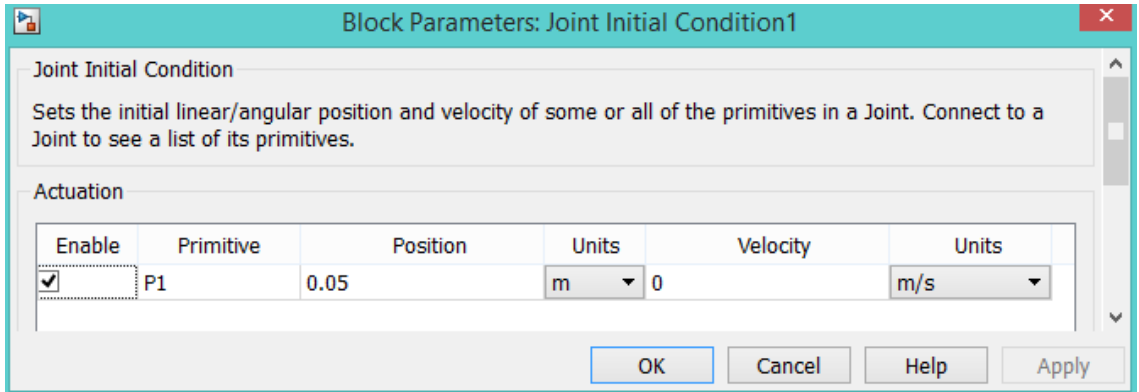 Block Parameters: Joint Initial Condition1
Joint Initial Condition
Sets the initial linear/angular position and velocity of some or all of the primitives in a Joint. Connect to a
Joint to see a list of its primitives.
Actuation
Enable Primitive Position Units Velocity Units
P1 0.05 m 0 m/s
OK Cancel Help Apply